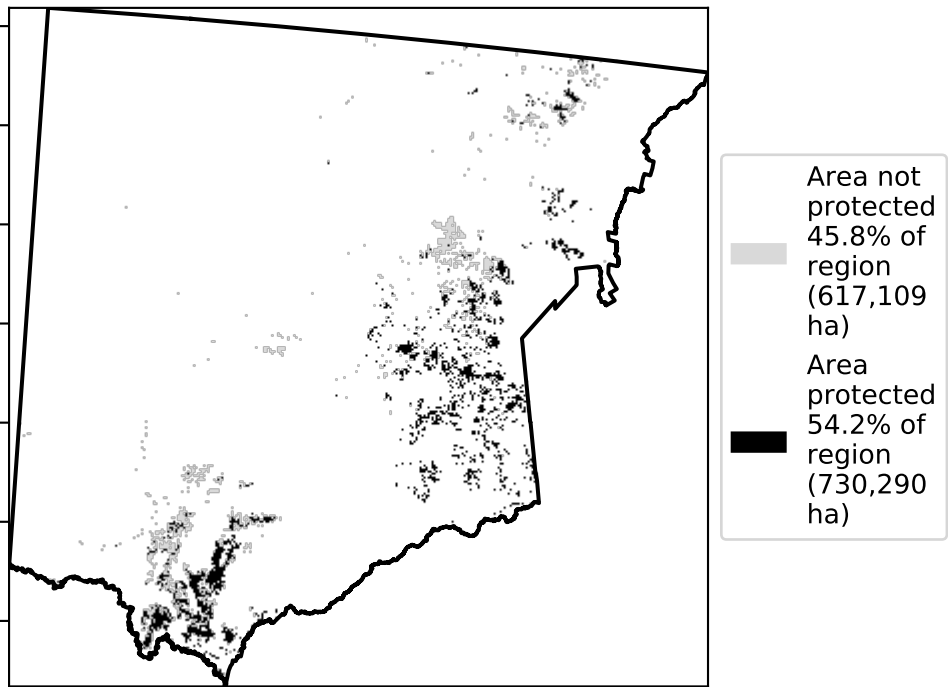 Area not
protected
45.8% of
region
(617,109
ha)
Area
protected
54.2% of
region
(730,290
ha)